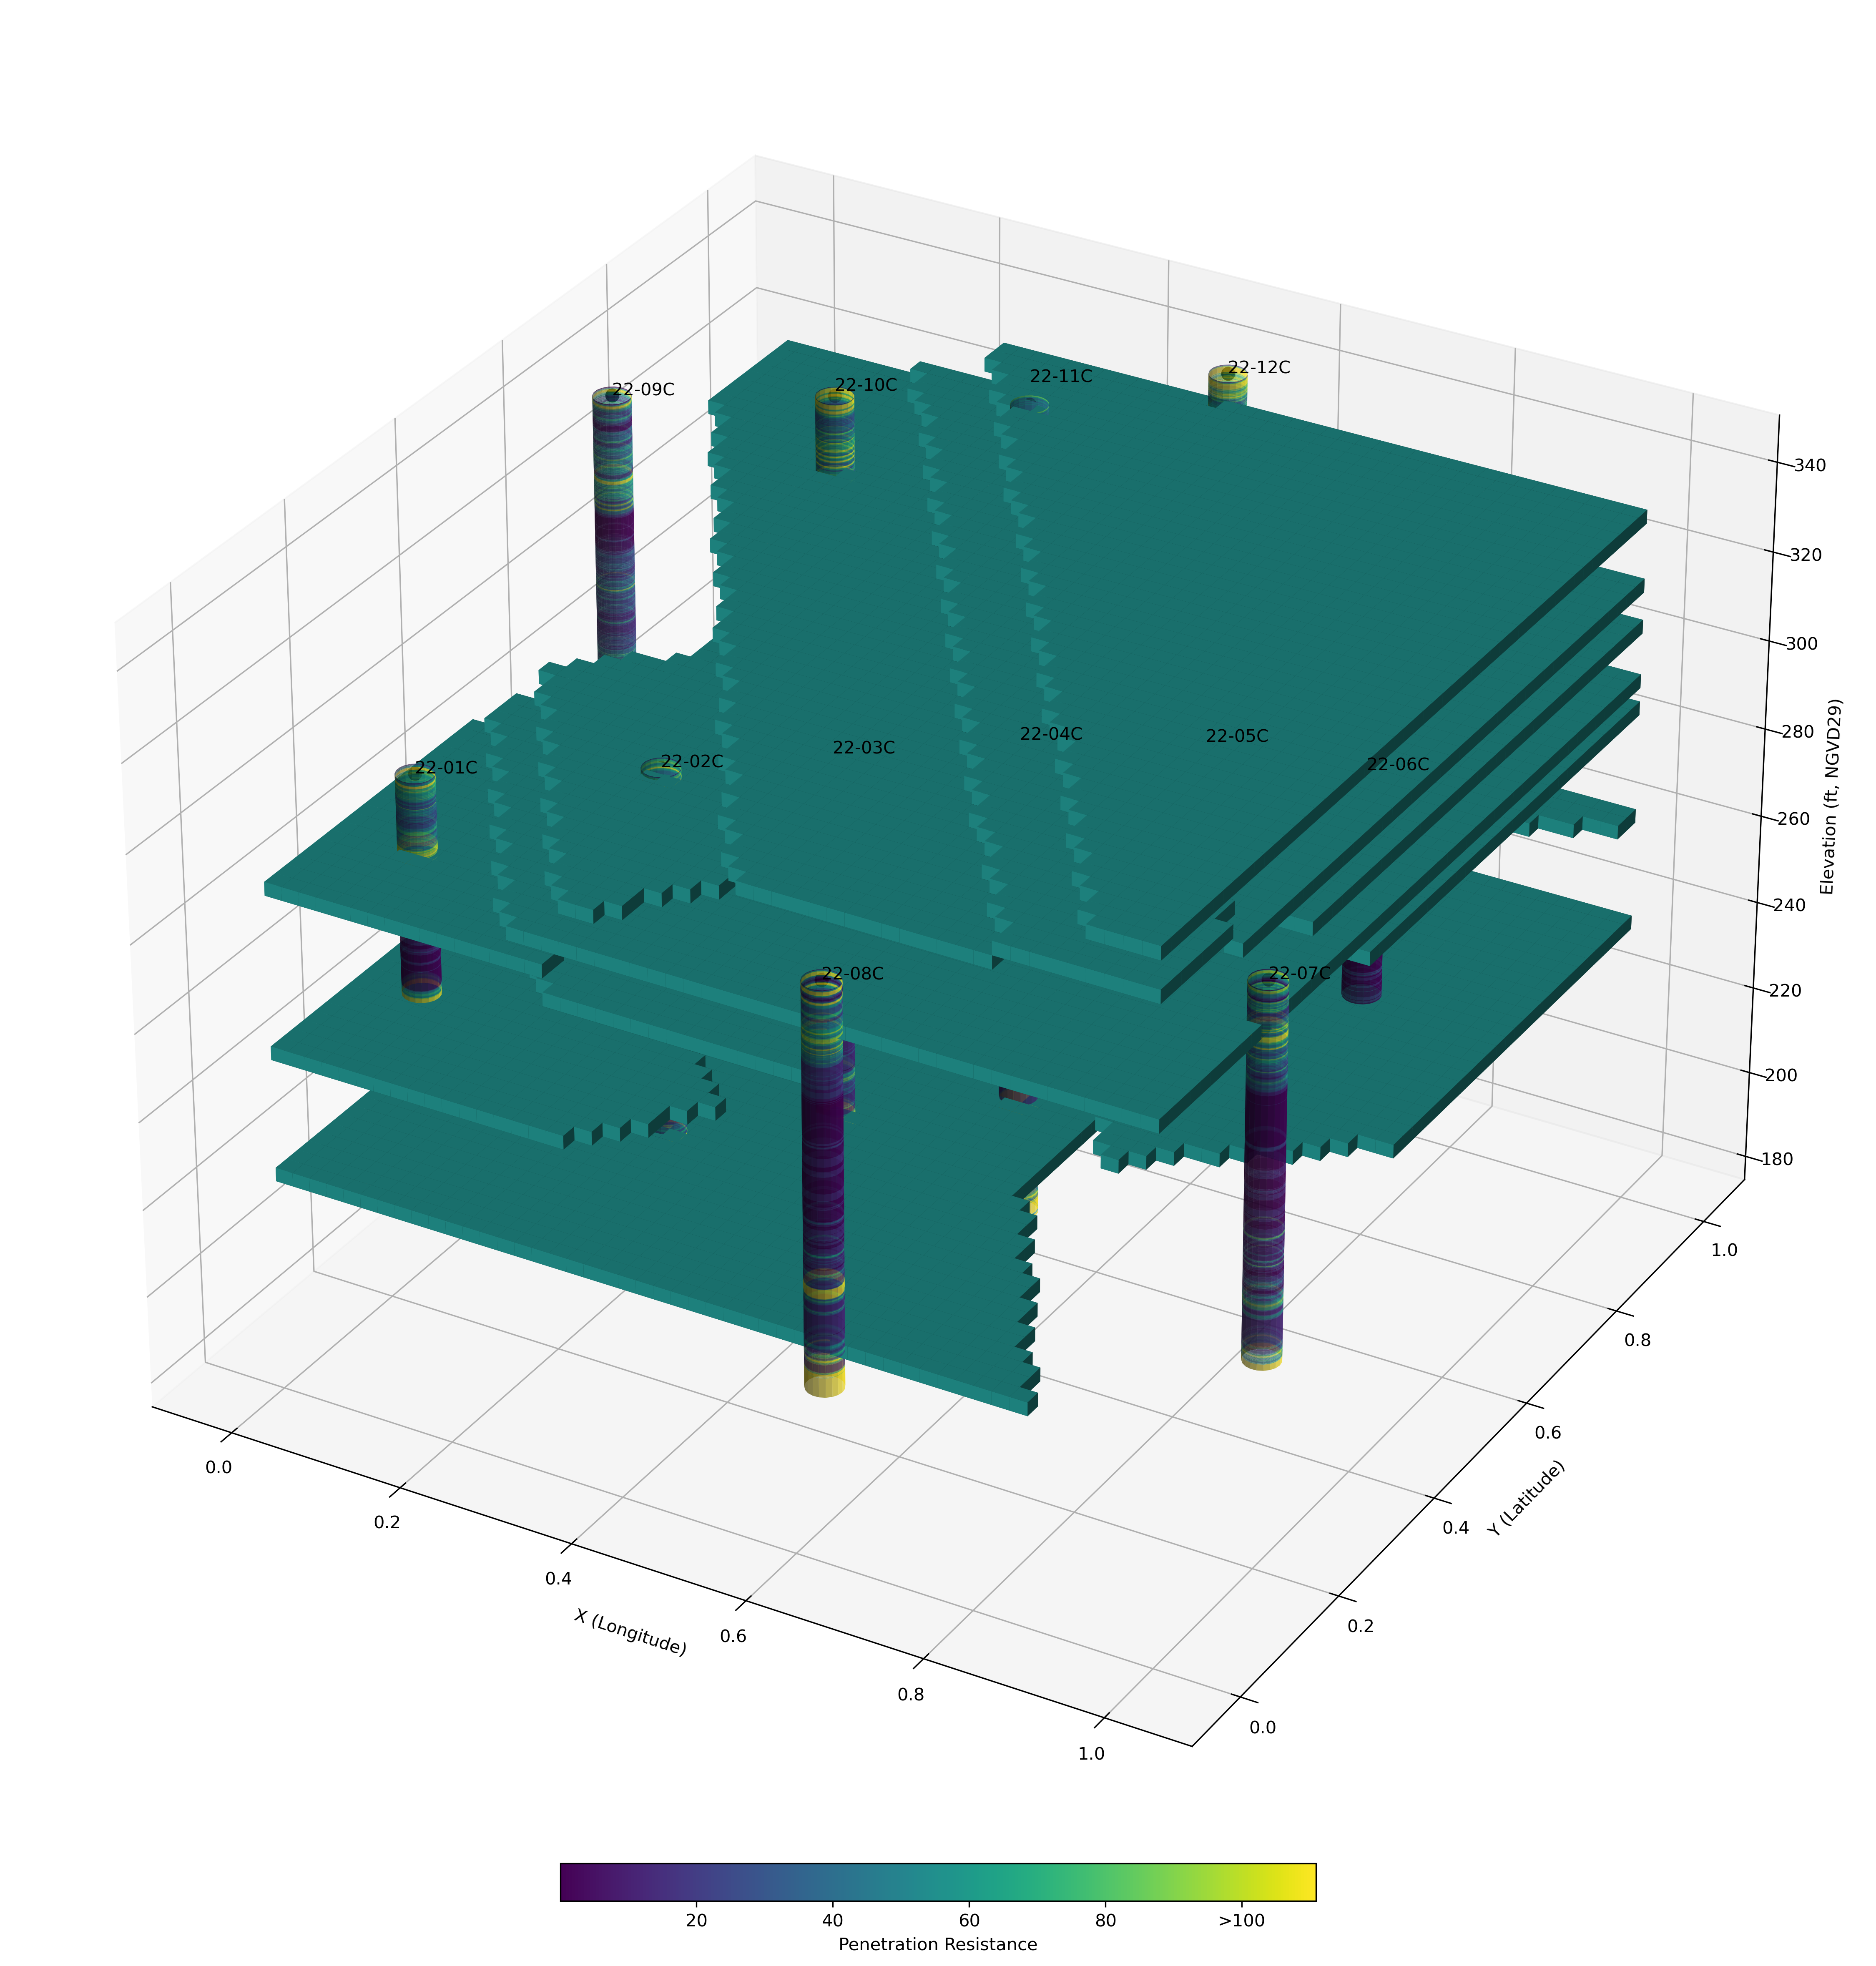 22-12C
22-11C
22-10C
22-09C
22-04C
22-05C
22-03C
22-02C
22-06C
22-01C
22-08C
22-07C
340
320
300
280
260
240
220
200
180
Elevation (ft, NGVD29)
1.0
0.8
0.6
0.4
0.2
0.0
Y (Latitude)
0.0
0.2
0.4
0.6
0.8
1.0
X (Longitude)
20 40 60 80 >100
Penetration Resistance